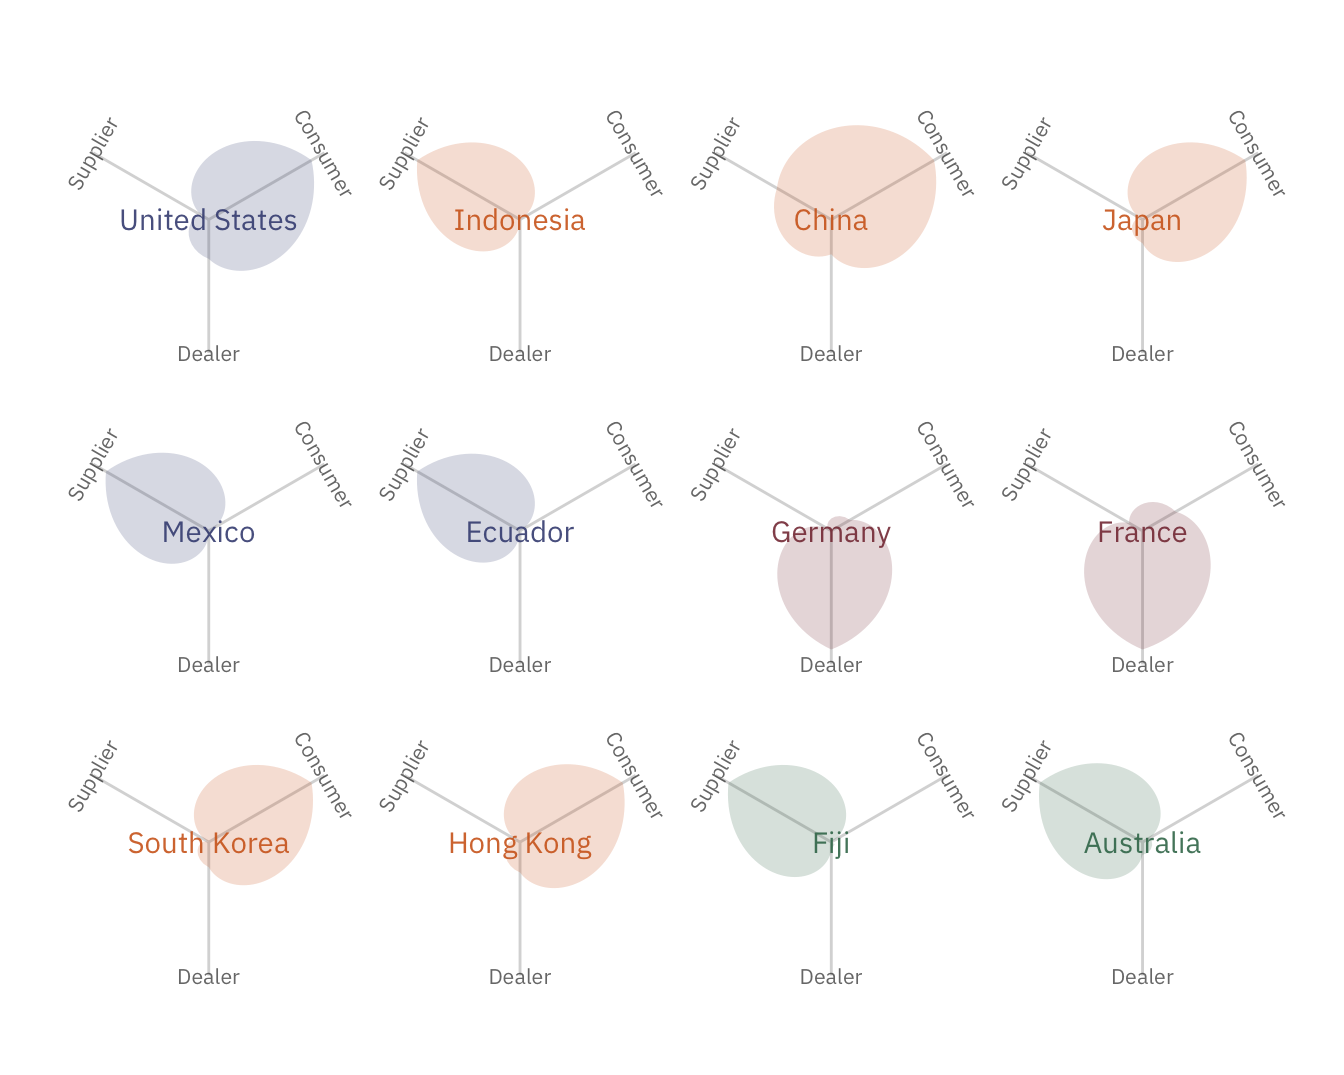 Supplier
Consumer
United States
Dealer
Supplier
Consumer
Indonesia
Dealer
Supplier
Consumer
China
Dealer
Supplier
Consumer
Japan
Dealer
Supplier
Consumer
Mexico
Dealer
Supplier
Consumer
Ecuador
Dealer
Supplier
Consumer
Germany
Dealer
Supplier
Consumer
France
Dealer
Supplier
Consumer
South Korea
Dealer
Supplier
Consumer
Hong Kong
Dealer
Supplier
Consumer
Fiji
Dealer
Supplier
Consumer
Australia
Dealer